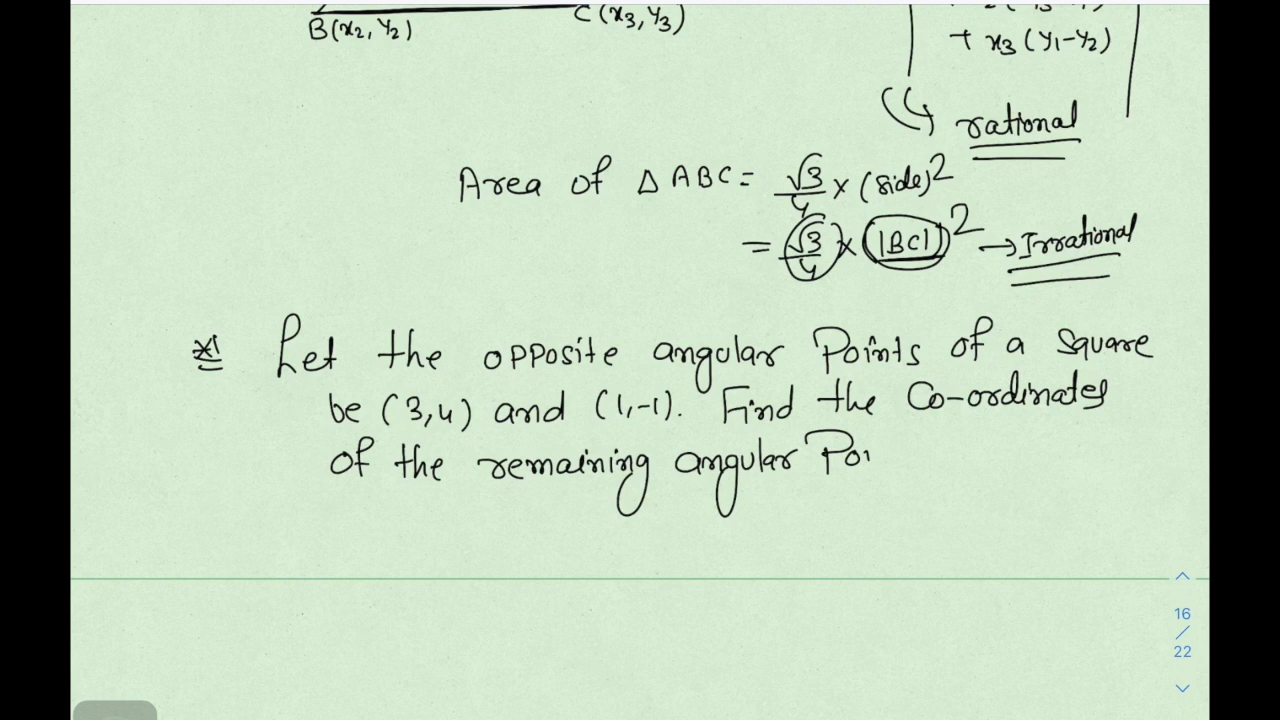 B(x2, y2)
C(x3, y3)
+ x3 (y1-y2)
rational
Area of △ ABC = √3/4 × (side)²
= √3/4 × |BC|² → Irrational
* Let the opposite angular Points of a square
be (3,4) and (1,-1). Find the Co-ordinates
of the remaining angular Poi
16
/
22